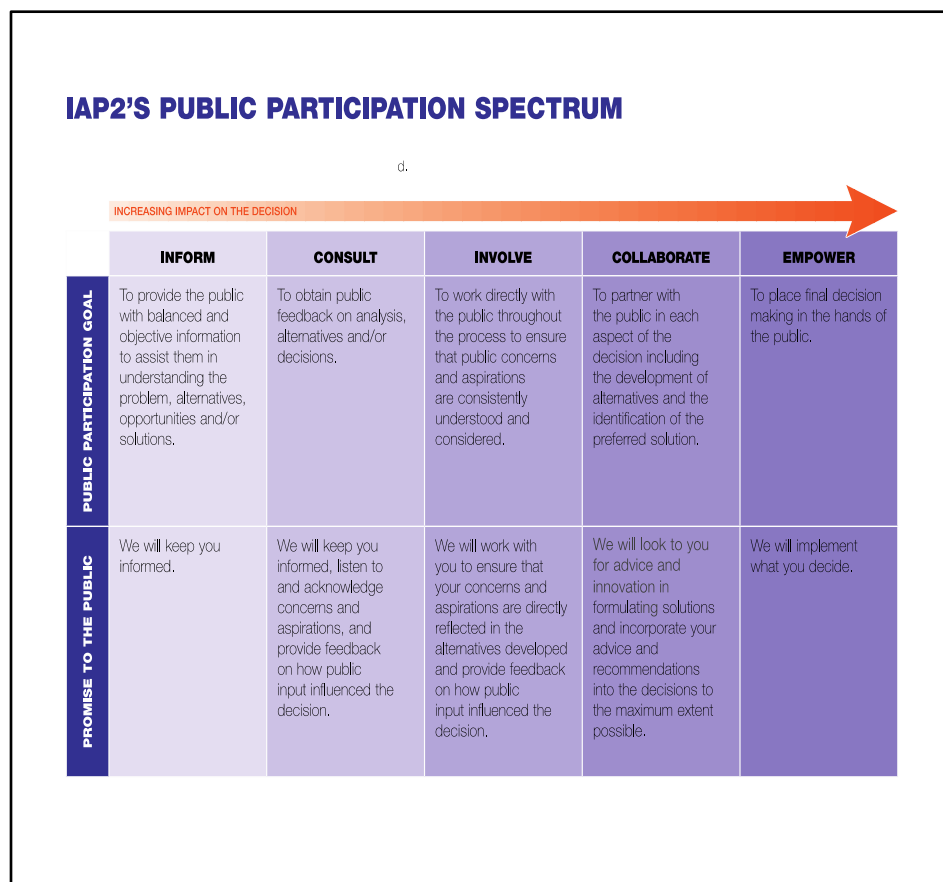 IAP2'S PUBLIC PARTICIPATION SPECTRUM
d.
INCREASING IMPACT ON THE DECISION
INFORM
CONSULT
INVOLVE
COLLABORATE
EMPOWER
PUBLIC PARTICIPATION GOAL
To provide the public
with balanced and
objective information
to assist them in
understanding the
problem, alternatives,
opportunities and/or
solutions.
To obtain public
feedback on analysis,
alternatives and/or
decisions.
To work directly with
the public throughout
the process to ensure
that public concerns
and aspirations
are consistently
understood and
considered.
To partner with
the public in each
aspect of the
decision including
the development of
alternatives and the
identification of the
preferred solution.
To place final decision
making in the hands of
the public.
PROMISE TO THE PUBLIC
We will keep you
informed.
We will keep you
informed, listen to
and acknowledge
concerns and
aspirations, and
provide feedback
on how public
input influenced the
decision.
We will work with
you to ensure that
your concerns and
aspirations are directly
reflected in the
alternatives developed
and provide feedback
on how public
input influenced the
decision.
We will look to you
for advice and
innovation in
formulating solutions
and incorporate your
advice and
recommendations
into the decisions to
the maximum extent
possible.
We will implement
what you decide.